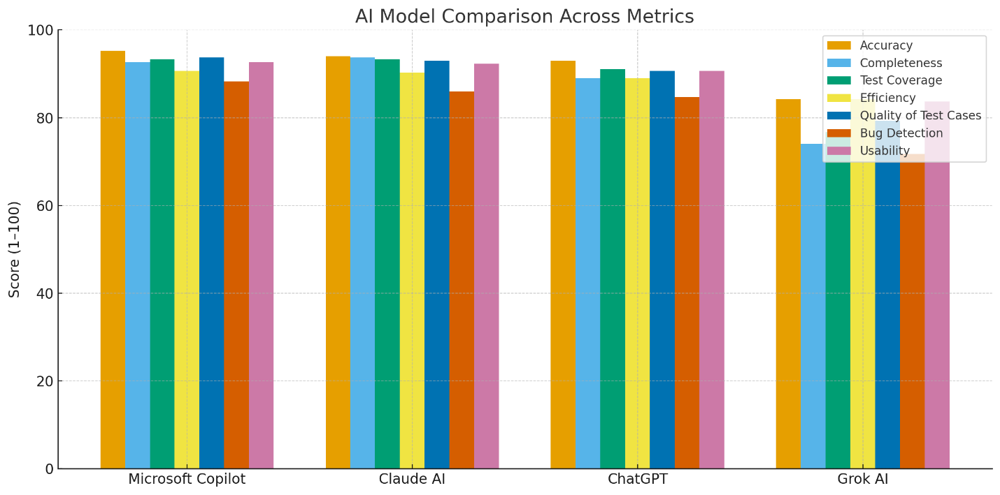 AI Model Comparison Across Metrics
Score (1–100)
100
80
60
40
20
0
Accuracy
Completeness
Test Coverage
Efficiency
Quality of Test Cases
Bug Detection
Usability
Microsoft Copilot
Claude AI
ChatGPT
Grok AI